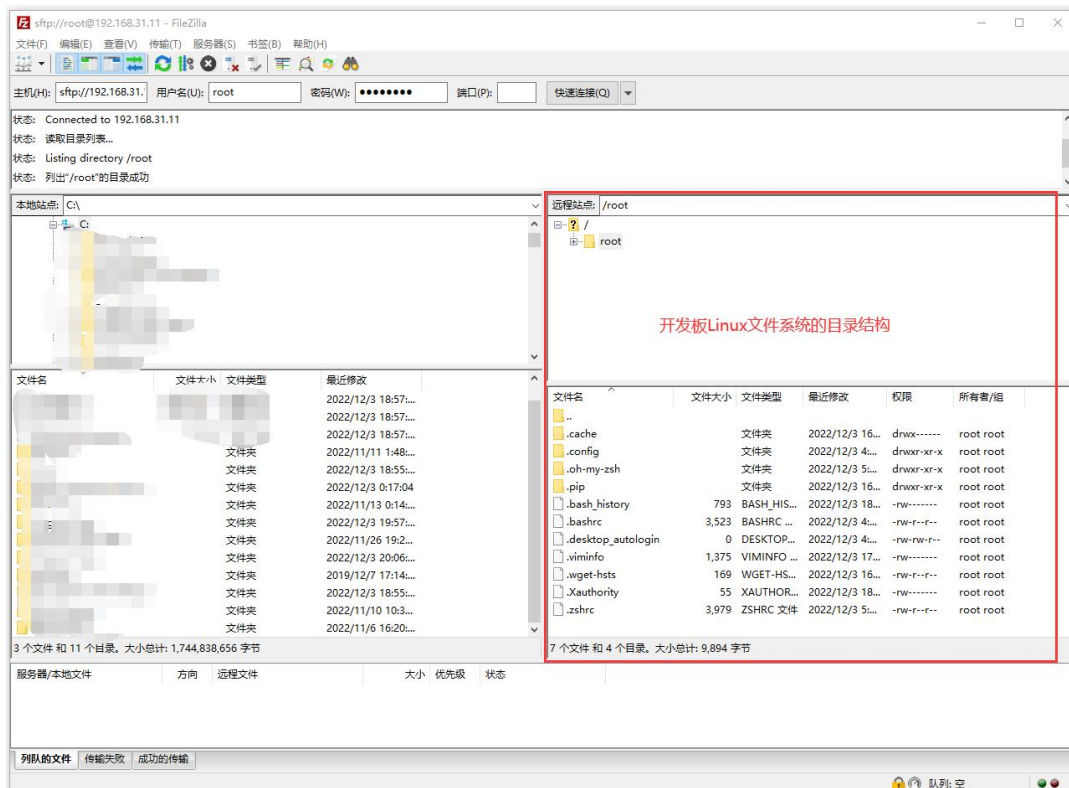 sftp://root@192.168.31.11 - FileZilla
文件(F) 编辑(E) 查看(V) 传输(T) 服务器(S) 书签(B) 帮助(H)
主机(H): sftp://192.168.31. 用户名(U): root 密码(W): ●●●●●●●● 端口(P): 快速连接(Q)
状态: Connected to 192.168.31.11
状态: 读取目录列表...
状态: Listing directory /root
状态: 列出"/root"的目录成功
本地站点: C:\
C:
远程站点: /root
/
root
开发板Linux文件系统的目录结构
文件名 文件大小 文件类型 最近修改
2022/12/3 18:57:...
2022/12/3 18:57:...
2022/12/3 18:57:...
文件夹 2022/11/11 1:48:...
文件夹 2022/12/3 18:55:...
文件夹 2022/12/3 0:17:04
文件夹 2022/11/13 0:14:...
文件夹 2022/12/3 19:57:...
文件夹 2022/11/26 19:2...
文件夹 2022/12/3 20:06:...
文件夹 2019/12/7 17:14:...
文件夹 2022/12/3 18:55:...
文件夹 2022/11/10 10:3...
文件夹 2022/11/6 16:20:...
3 个文件 和 11 个目录。大小总计: 1,744,838,656 字节
文件名 文件大小 文件类型 最近修改 权限 所有者/组
..
.cache 文件夹 2022/12/3 16... drwx------ root root
.config 文件夹 2022/12/3 4:... drwxr-xr-x root root
.oh-my-zsh 文件夹 2022/12/3 5:... drwxr-xr-x root root
.pip 文件夹 2022/12/3 16... drwxr-xr-x root root
.bash_history 793 BASH_HIS... 2022/12/3 18... -rw------- root root
.bashrc 3,523 BASHRC ... 2022/12/3 4:... -rw-r--r-- root root
.desktop_autologin 0 DESKTOP... 2022/12/3 4:... -rw-rw-r-- root root
.viminfo 1,375 VIMINFO ... 2022/12/3 17... -rw------- root root
.wget-hsts 169 WGET-HS... 2022/12/3 16... -rw-r--r-- root root
.Xauthority 55 XAUTHOR... 2022/12/3 18... -rw------- root root
.zshrc 3,979 ZSHRC 文件 2022/12/3 5:... -rw-r--r-- root root
7 个文件 和 4 个目录。大小总计: 9,894 字节
服务器/本地文件 方向 远程文件 大小 优先级 状态
列队的文件 传输失败 成功的传输
队列: 空